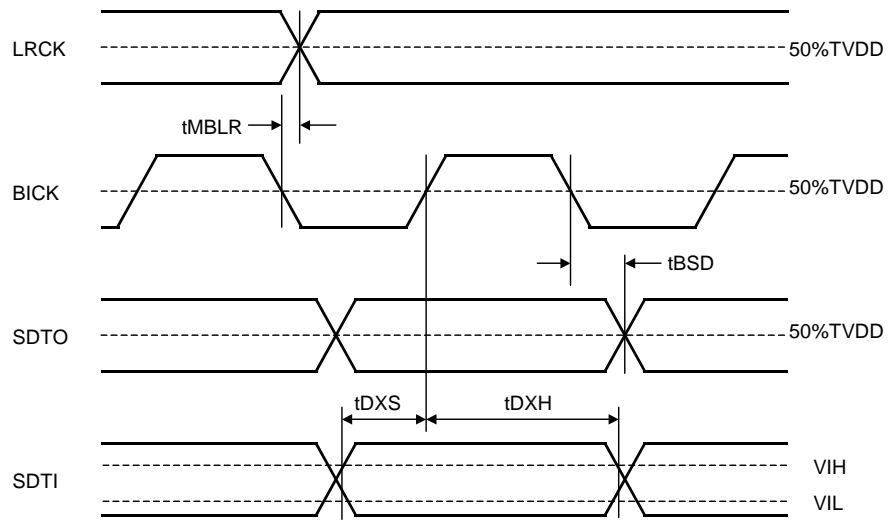 LRCK
50%TVDD
tMBLR
BICK
50%TVDD
tBSD
SDTO
50%TVDD
tDXS
tDXH
SDTI
VIH
VIL